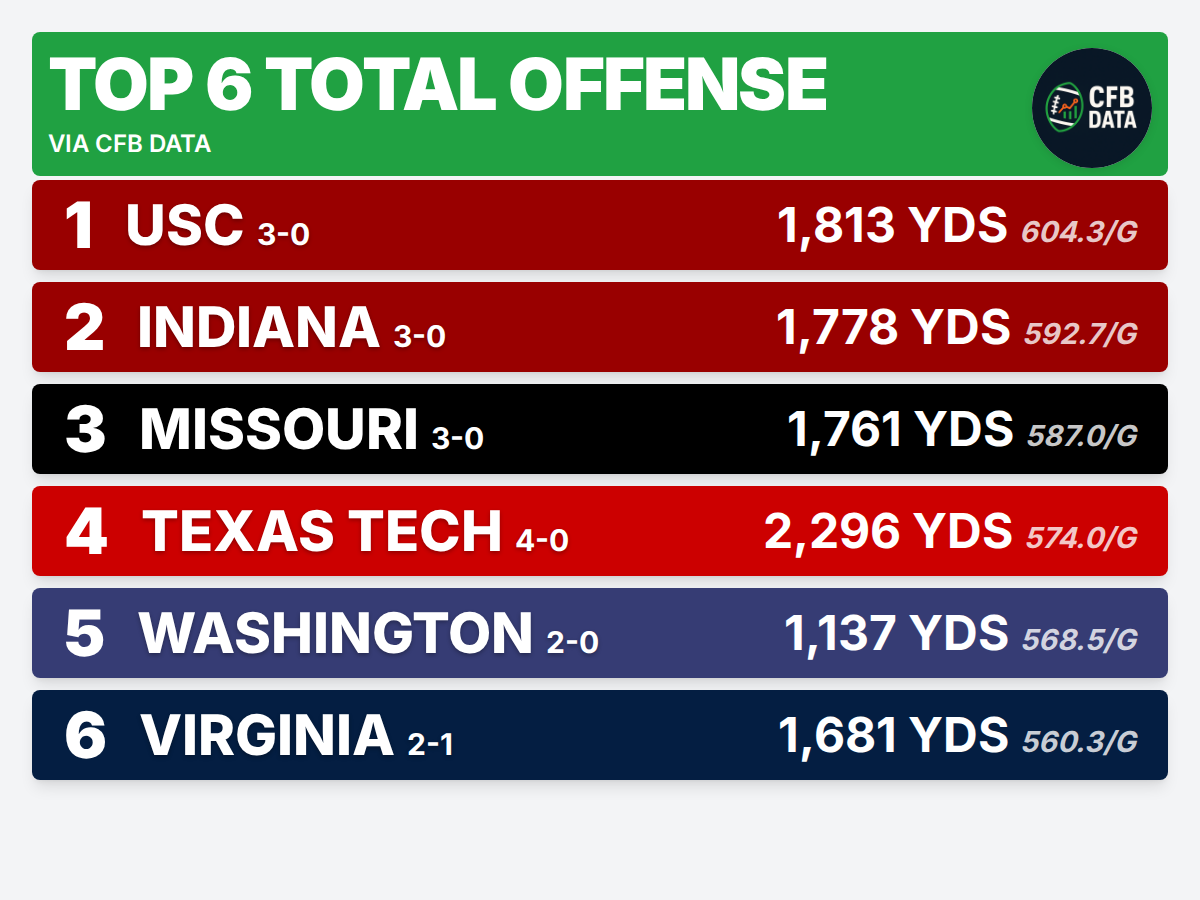 TOP 6 TOTAL OFFENSE
VIA CFB DATA
CFB
DATA
1 USC 3-0 1,813 YDS 604.3/G
2 INDIANA 3-0 1,778 YDS 592.7/G
3 MISSOURI 3-0 1,761 YDS 587.0/G
4 TEXAS TECH 4-0 2,296 YDS 574.0/G
5 WASHINGTON 2-0 1,137 YDS 568.5/G
6 VIRGINIA 2-1 1,681 YDS 560.3/G